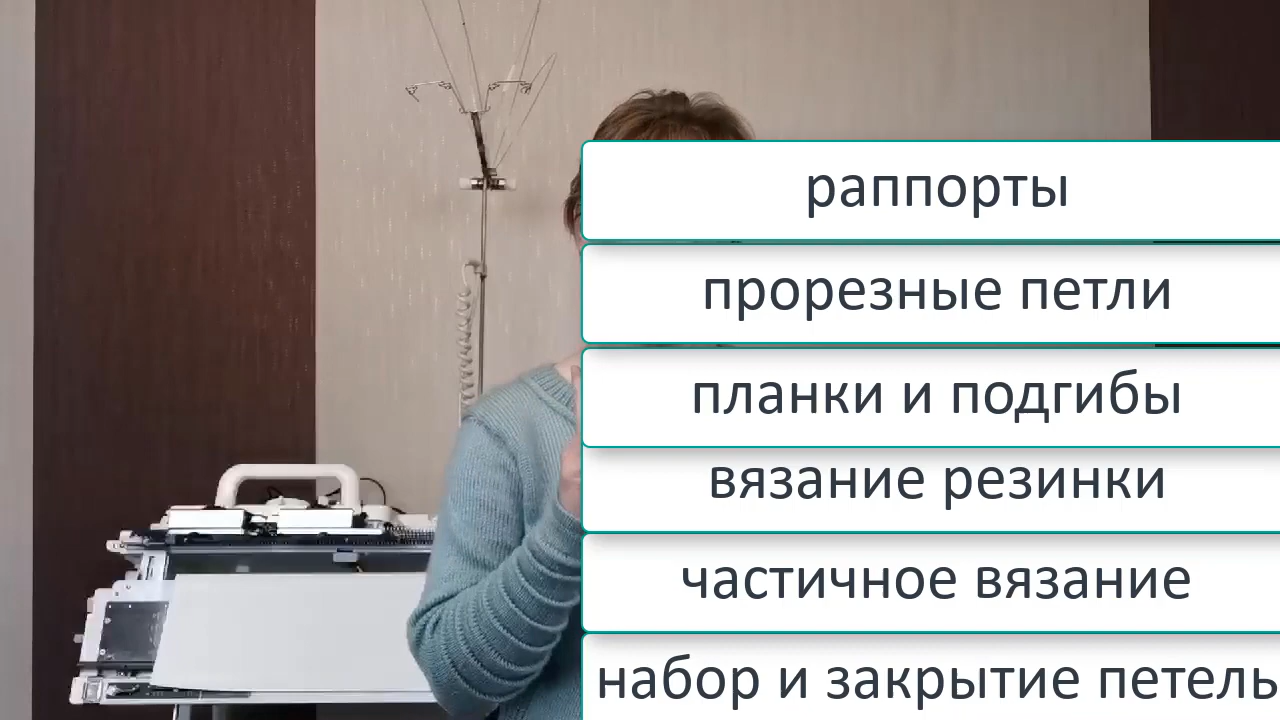 раппорты
прорезные петли
планки и подгибы
вязание резинки
частичное вязание
набор и закрытие петель